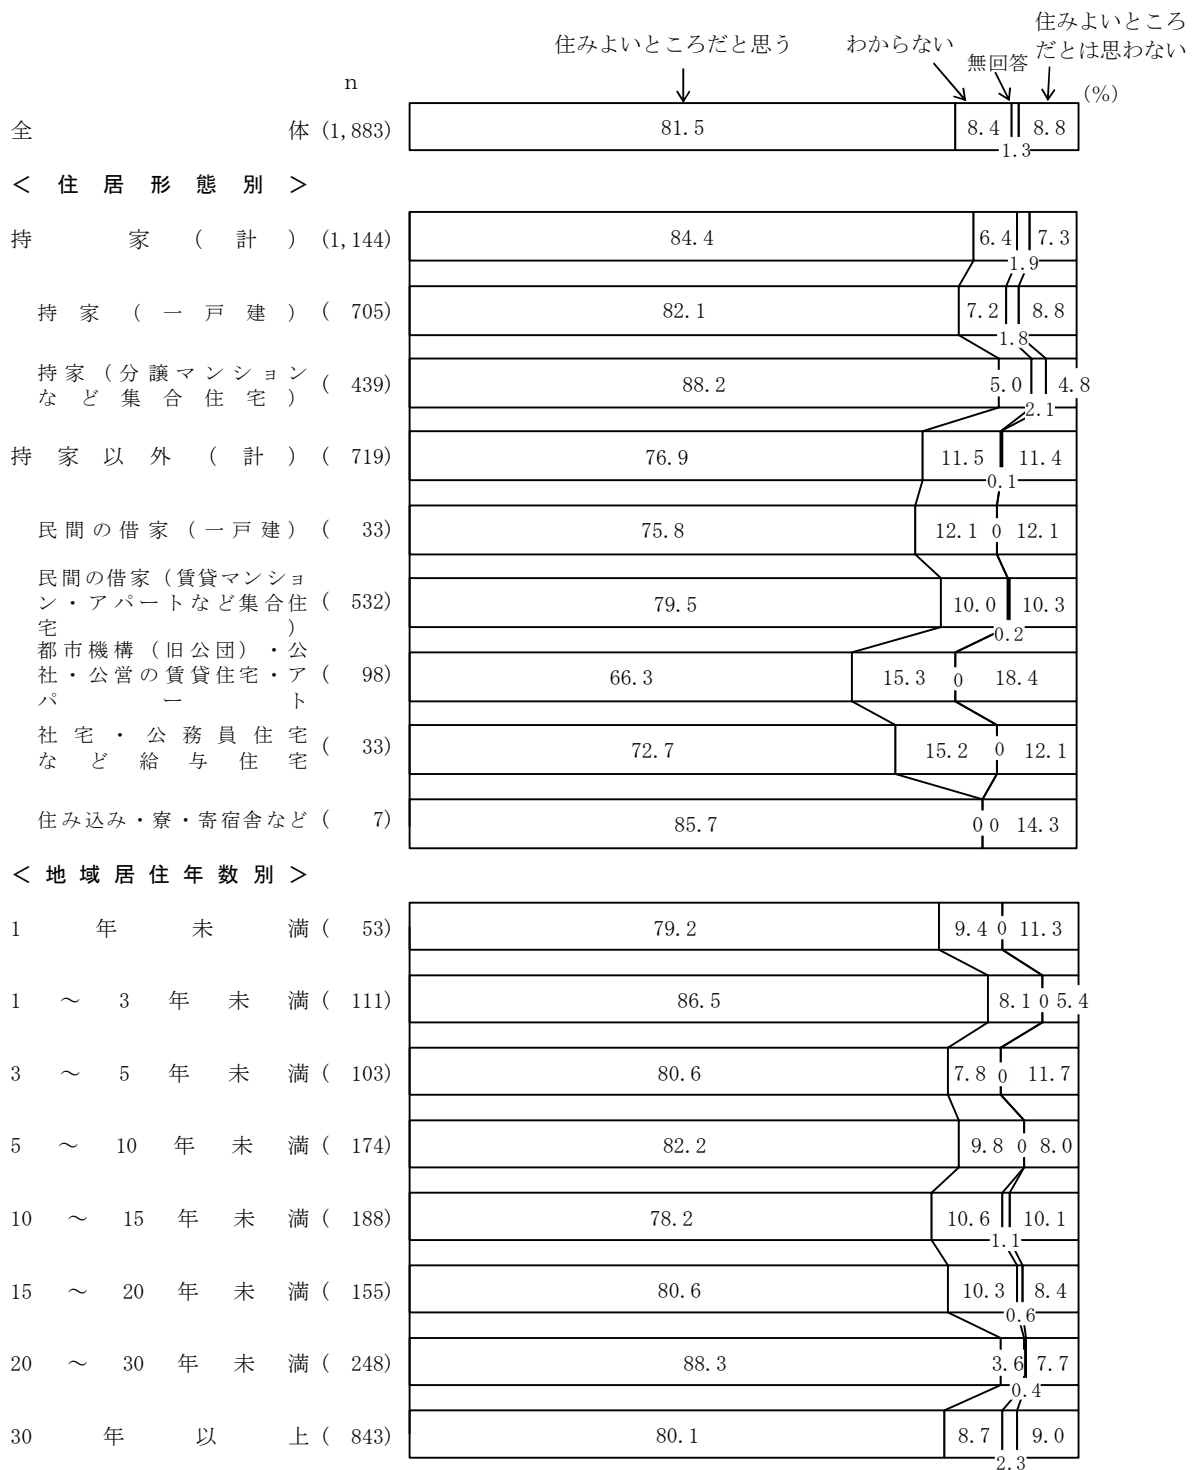 住みよいところだと思う わからない 無回答 住みよいところ
だとは思わない
n (%)
全体 (1,883) 81.5 8.4 1.3 8.8
＜住居形態別＞
持家（計） (1,144) 84.4 6.4 1.9 7.3
持家（一戸建） ( 705) 82.1 7.2 1.8 8.8
持家（分譲マンション
など集合住宅） ( 439) 88.2 5.0 2.1 4.8
持家以外（計） ( 719) 76.9 11.5 0.1 11.4
民間の借家（一戸建） ( 33) 75.8 12.1 0 12.1
民間の借家（賃貸マンショ
ン・アパートなど集合住 ( 532) 79.5 10.0 0.2 10.3
宅）
都市機構（旧公団）・公
社・公営の賃貸住宅・ア ( 98) 66.3 15.3 0 18.4
パート
社宅・公務員住宅
など給与住宅 ( 33) 72.7 15.2 0 12.1
住み込み・寮・寄宿舎など ( 7) 85.7 0 0 14.3
＜地域居住年数別＞
1年未満 ( 53) 79.2 9.4 0 11.3
1～3年未満 ( 111) 86.5 8.1 0 5.4
3～5年未満 ( 103) 80.6 7.8 0 11.7
5～10年未満 ( 174) 82.2 9.8 0 8.0
10～15年未満 ( 188) 78.2 10.6 1.1 10.1
15～20年未満 ( 155) 80.6 10.3 0.6 8.4
20～30年未満 ( 248) 88.3 3.6 0.4 7.7
30年以上 ( 843) 80.1 8.7 2.3 9.0